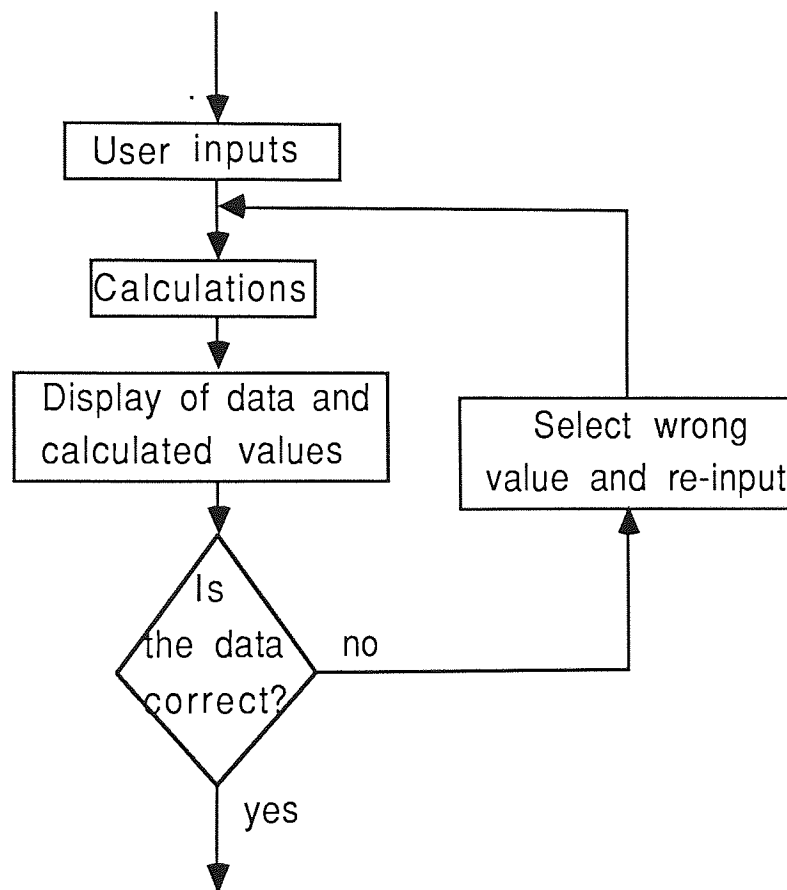 User inputs
Calculations
Display of data and
calculated values
Select wrong
value and re-input
Is
the data
correct?
no
yes